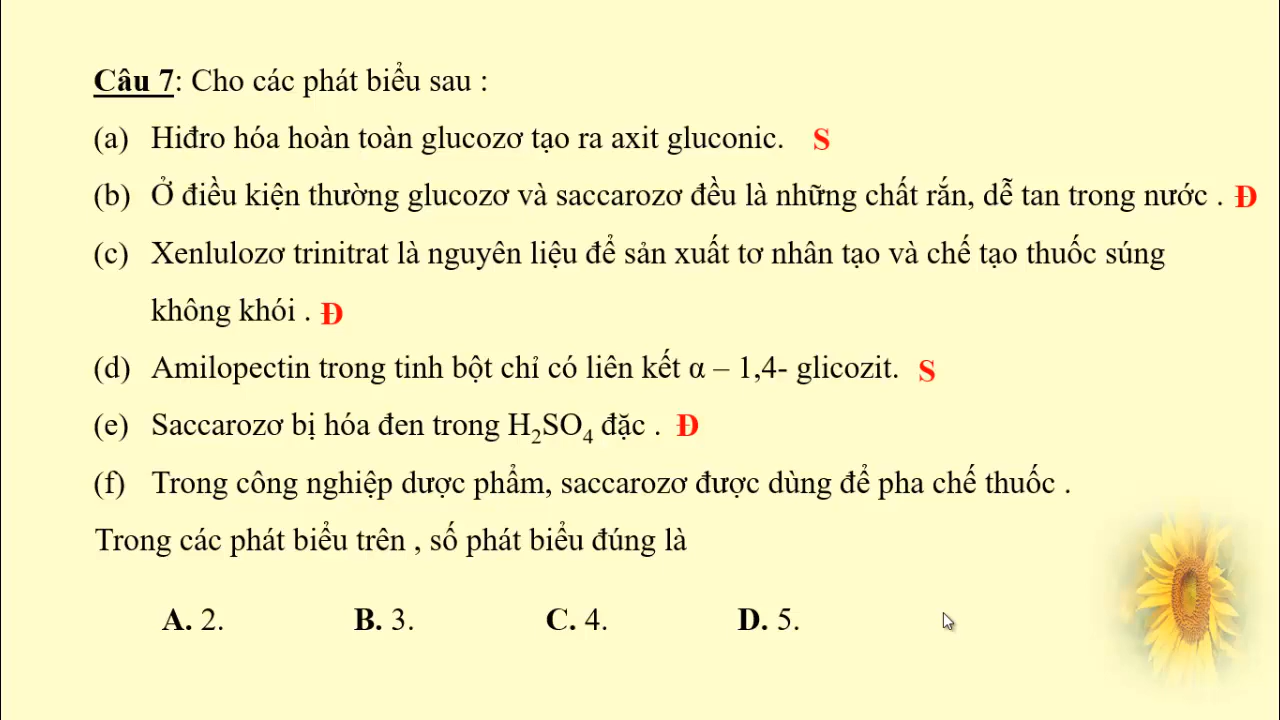 Câu 7: Cho các phát biểu sau :
(a) Hiđro hóa hoàn toàn glucozơ tạo ra axit gluconic. S
(b) Ở điều kiện thường glucozơ và saccarozơ đều là những chất rắn, dễ tan trong nước . Đ
(c) Xenlulozơ trinitrat là nguyên liệu để sản xuất tơ nhân tạo và chế tạo thuốc súng
không khói . Đ
(d) Amilopectin trong tinh bột chỉ có liên kết α – 1,4- glicozit. S
(e) Saccarozơ bị hóa đen trong H₂SO₄ đặc . Đ
(f) Trong công nghiệp dược phẩm, saccarozơ được dùng để pha chế thuốc .
Trong các phát biểu trên , số phát biểu đúng là
A. 2. B. 3. C. 4. D. 5.